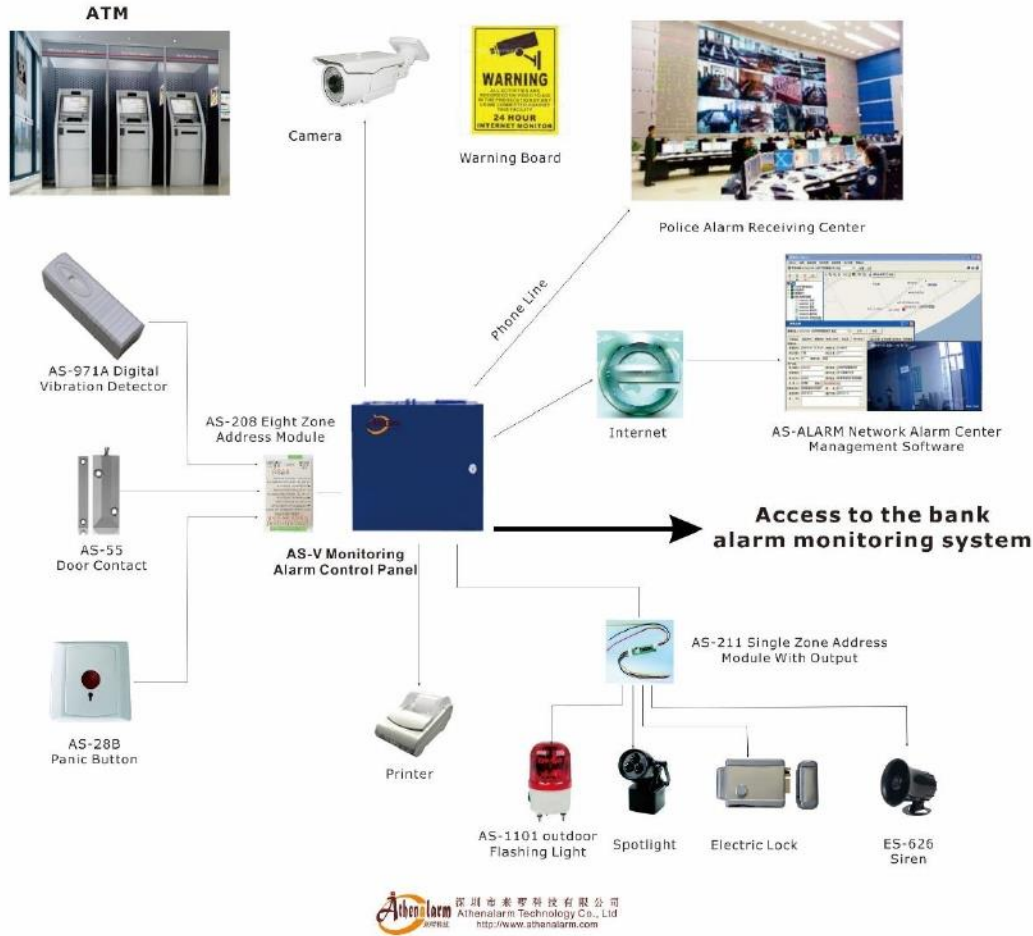 ATM
Camera
WARNING
24 HOUR
INTERNET MONITOR
Warning Board
Police Alarm Receiving Center
Phone Line
AS-971A Digital
Vibration Detector
AS-208 Eight Zone
Address Module
Internet
AS-ALARM Network Alarm Center
Management Software
AS-55
Door Contact
AS-V Monitoring
Alarm Control Panel
Access to the bank
alarm monitoring system
AS-211 Single Zone Address
Module With Output
AS-28B
Panic Button
Printer
AS-1101 outdoor
Flashing Light
Spotlight
Electric Lock
ES-626
Siren
Athenalarm
深圳市莱罗科技有限公司
Athenalarm Technology Co., Ltd
http://www.athenalarm.com